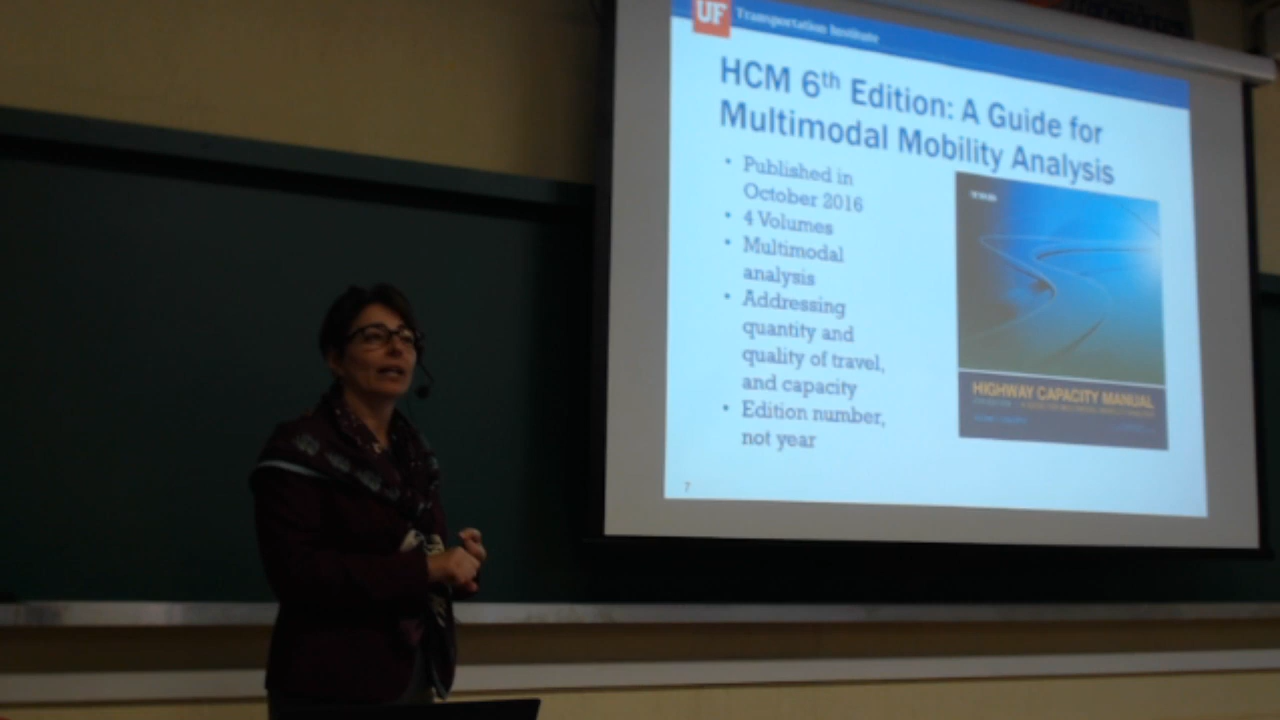 UF Transportation Institute
HCM 6th Edition: A Guide for
Multimodal Mobility Analysis
• Published in
October 2016
• 4 Volumes
• Multimodal
analysis
• Addressing
quantity and
quality of travel,
and capacity
• Edition number,
not year
TRB
HIGHWAY CAPACITY MANUAL
7